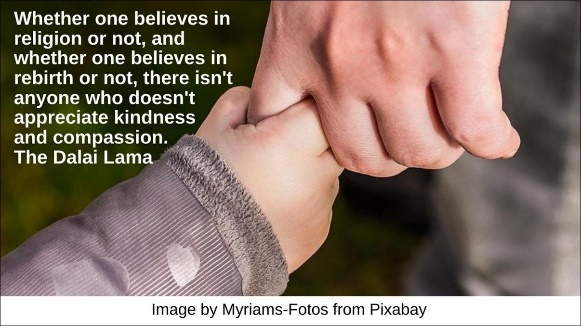 Whether one believes in
religion or not, and
whether one believes in
rebirth or not, there isn't
anyone who doesn't
appreciate kindness
and compassion.
The Dalai Lama
Image by Myriams-Fotos from Pixabay